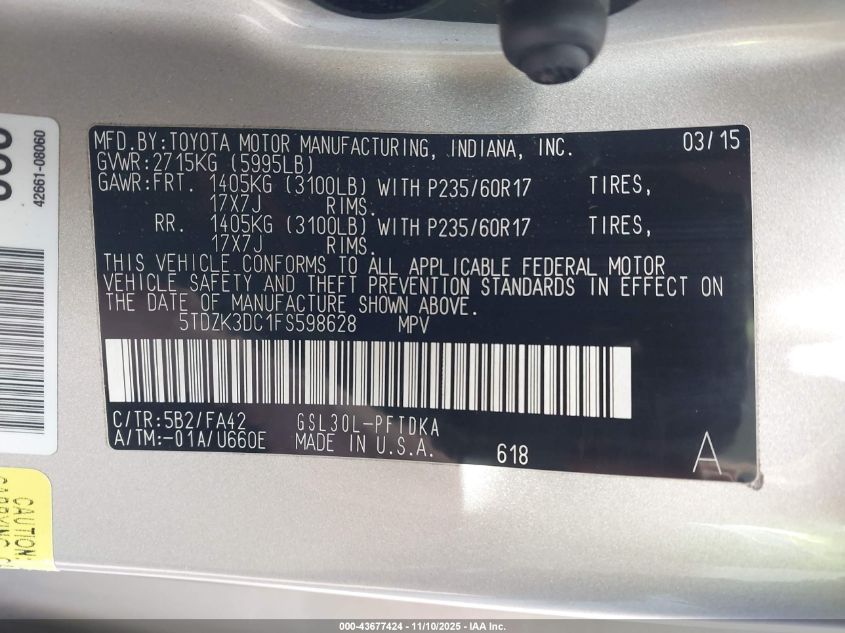 42661-08060
MFD.BY:TOYOTA MOTOR MANUFACTURING, INDIANA, INC. 03/15
GVWR:2715KG (5995LB)
GAWR:FRT. 1405KG (3100LB) WITH P235/60R17 TIRES,
17X7J RIMS.
RR. 1405KG (3100LB) WITH P235/60R17 TIRES,
17X7J RIMS.
THIS VEHICLE CONFORMS TO ALL APPLICABLE FEDERAL MOTOR
VEHICLE SAFETY AND THEFT PREVENTION STANDARDS IN EFFECT ON
THE DATE OF MANUFACTURE SHOWN ABOVE.
5TDZK3DC1FS598628 MPV
C/TR:5B2/FA42 GSL30L-PFTDKA
A/TM:-01A/U660E MADE IN U.S.A. 618 A
CAUTION:
000-43677424 - 11/10/2025 - IAA Inc.